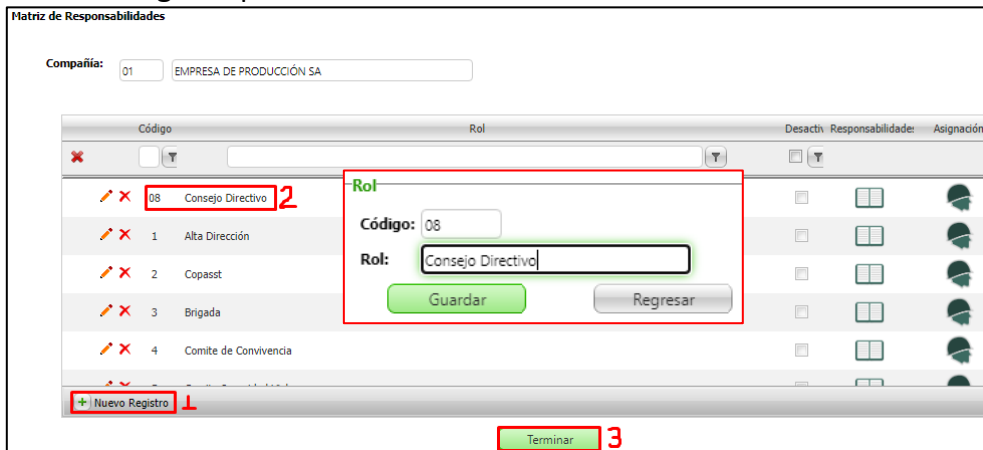 Matriz de Responsabilidades
Compañía: 01 EMPRESA DE PRODUCCIÓN SA
Código Rol Desactiv Responsabilidades Asignación
08 Consejo Directivo 2
1 Alta Dirección
2 Copasst
3 Brigada
4 Comite de Convivencia
Rol
Código: 08
Rol: Consejo Directivo
Guardar Regresar
+ Nuevo Registro 1
Terminar 3